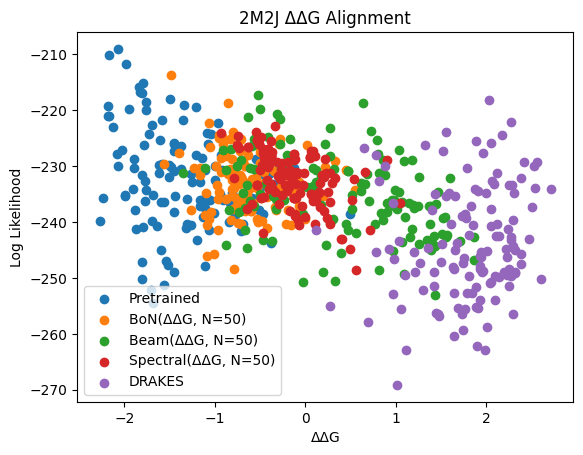 2M2J ΔΔG Alignment
Log Likelihood
−210
−220
−230
−240
−250
−260
−270
Pretrained
BoN(ΔΔG, N=50)
Beam(ΔΔG, N=50)
Spectral(ΔΔG, N=50)
DRAKES
−2
−1
0
1
2
ΔΔG